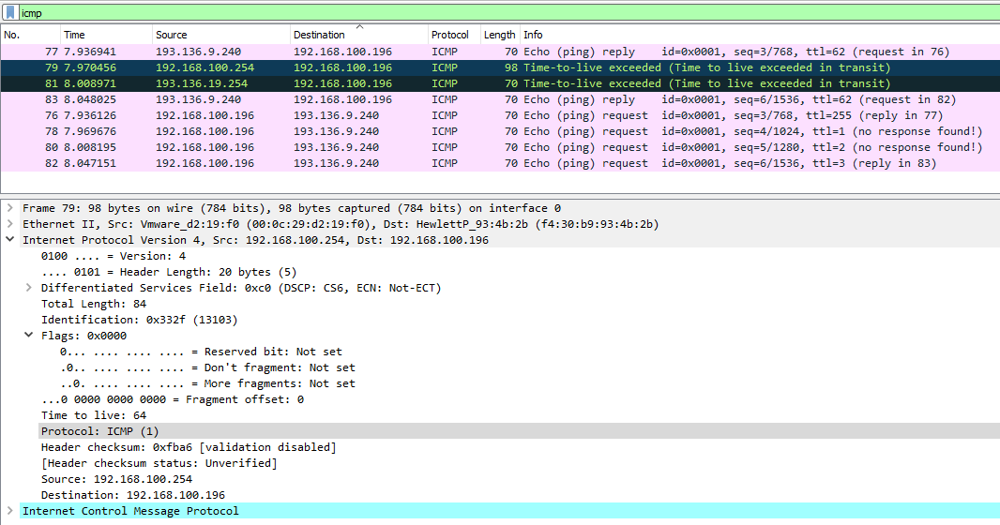 icmp
No. Time Source Destination Protocol Length Info
77 7.936941 193.136.9.240 192.168.100.196 ICMP 70 Echo (ping) reply id=0x0001, seq=3/768, ttl=62 (request in 76)
79 7.970456 192.168.100.254 192.168.100.196 ICMP 98 Time-to-live exceeded (Time to live exceeded in transit)
81 8.008971 193.136.19.254 192.168.100.196 ICMP 70 Time-to-live exceeded (Time to live exceeded in transit)
83 8.048025 193.136.9.240 192.168.100.196 ICMP 70 Echo (ping) reply id=0x0001, seq=6/1536, ttl=62 (request in 82)
76 7.936126 192.168.100.196 193.136.9.240 ICMP 70 Echo (ping) request id=0x0001, seq=3/768, ttl=255 (reply in 77)
78 7.969676 192.168.100.196 193.136.9.240 ICMP 70 Echo (ping) request id=0x0001, seq=4/1024, ttl=1 (no response found!)
80 8.008195 192.168.100.196 193.136.9.240 ICMP 70 Echo (ping) request id=0x0001, seq=5/1280, ttl=2 (no response found!)
82 8.047151 192.168.100.196 193.136.9.240 ICMP 70 Echo (ping) request id=0x0001, seq=6/1536, ttl=3 (reply in 83)
Frame 79: 98 bytes on wire (784 bits), 98 bytes captured (784 bits) on interface 0
Ethernet II, Src: Vmware_d2:19:f0 (00:0c:29:d2:19:f0), Dst: HewlettP_93:4b:2b (f4:30:b9:93:4b:2b)
Internet Protocol Version 4, Src: 192.168.100.254, Dst: 192.168.100.196
0100 .... = Version: 4
.... 0101 = Header Length: 20 bytes (5)
Differentiated Services Field: 0xc0 (DSCP: CS6, ECN: Not-ECT)
Total Length: 84
Identification: 0x332f (13103)
Flags: 0x0000
0... .... .... .... = Reserved bit: Not set
.0.. .... .... .... = Don't fragment: Not set
..0. .... .... .... = More fragments: Not set
...0 0000 0000 0000 = Fragment offset: 0
Time to live: 64
Protocol: ICMP (1)
Header checksum: 0xfba6 [validation disabled]
[Header checksum status: Unverified]
Source: 192.168.100.254
Destination: 192.168.100.196
Internet Control Message Protocol